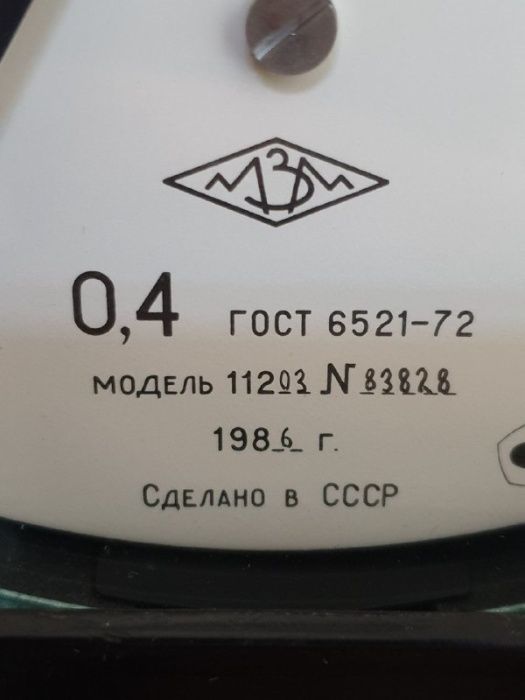 МЗМ
0,4 ГОСТ 6521-72
МОДЕЛЬ 11203 N 83828
1986 г.
СДЕЛАНО В СССР